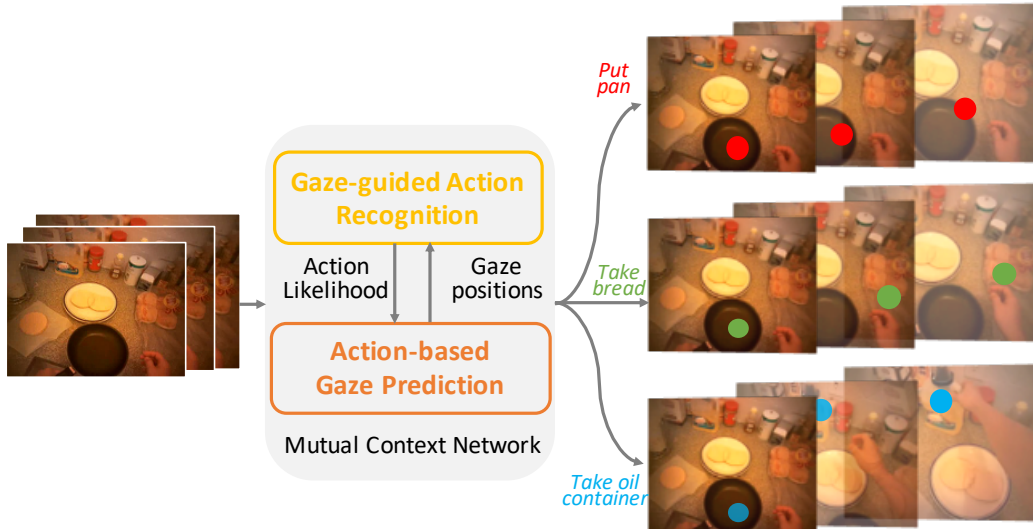 Put
pan
Gaze-guided Action
Recognition
Action
Likelihood
Gaze
positions
Take
bread
Action-based
Gaze Prediction
Mutual Context Network
Take oil
container